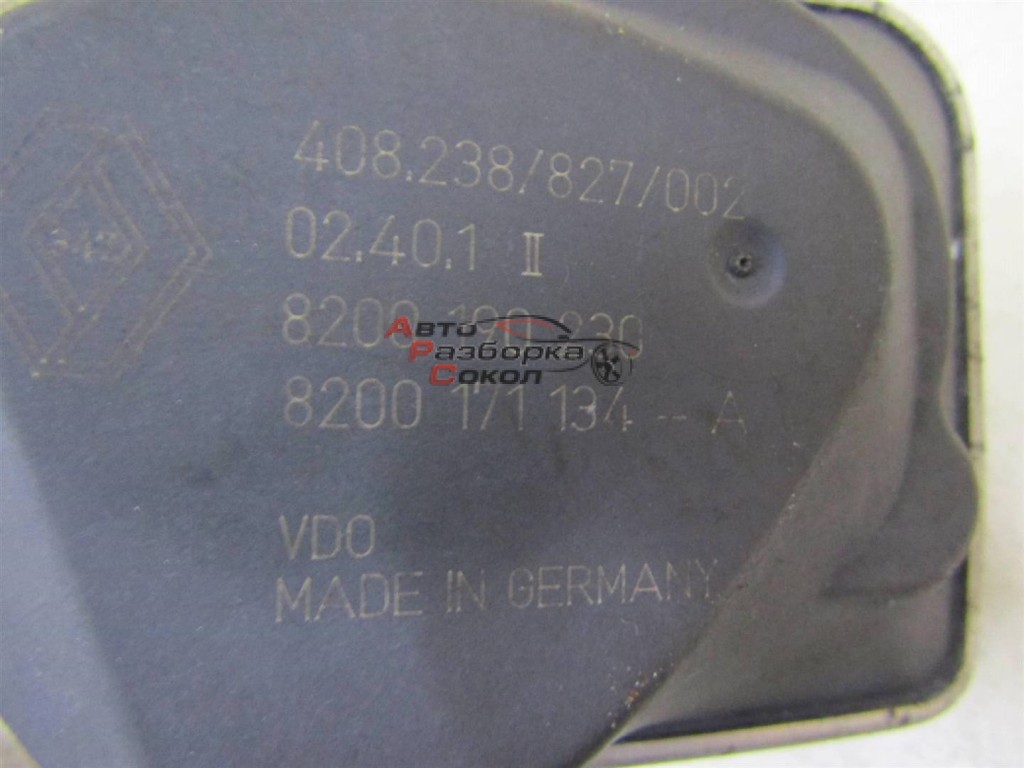 408.238/827/002
02.40.1 II
8200 230
8200 171 134 -- A
VDO
MADE IN GERMANY
АВТО
РАЗБОРКА
СОКОЛ